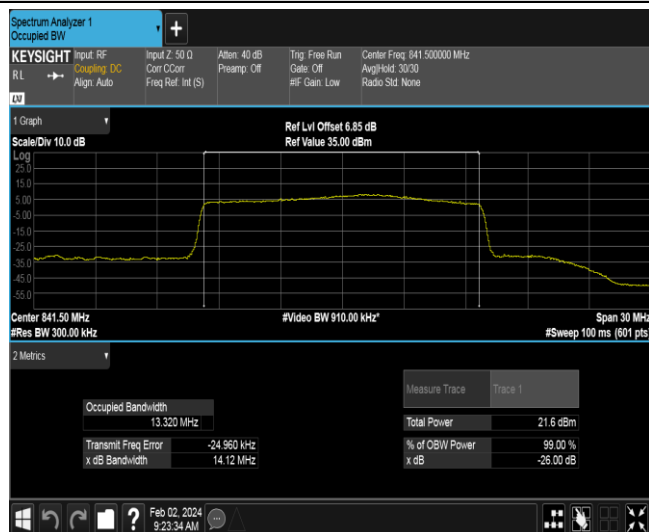 Spectrum Analyzer 1
Occupied BW
+
KEYSIGHT Input: RF Input Z: 50 Ω Atten: 40 dB Trig: Free Run Center Freq: 841.500000 MHz
RL Coupling: DC Corr CCorr Preamp: Off Gate: Off Avg|Hold: 30/30
Align: Auto Freq Ref: Int (S) #IF Gain: Low Radio Std: None
LXI
1 Graph
Ref Lvl Offset 6.85 dB
Scale/Div 10.0 dB Ref Value 35.00 dBm
Log
25.0
15.0
5.00
-5.00
-15.0
-25.0
-35.0
-45.0
-55.0
Center 841.50 MHz #Video BW 910.00 kHz* Span 30 MHz
#Res BW 300.00 kHz #Sweep 100 ms (601 pts)
2 Metrics
Measure Trace Trace 1
Occupied Bandwidth
13.320 MHz Total Power 21.6 dBm
Transmit Freq Error -24.960 kHz % of OBW Power 99.00 %
x dB Bandwidth 14.12 MHz x dB -26.00 dB
? Feb 02, 2024
9:23:34 AM